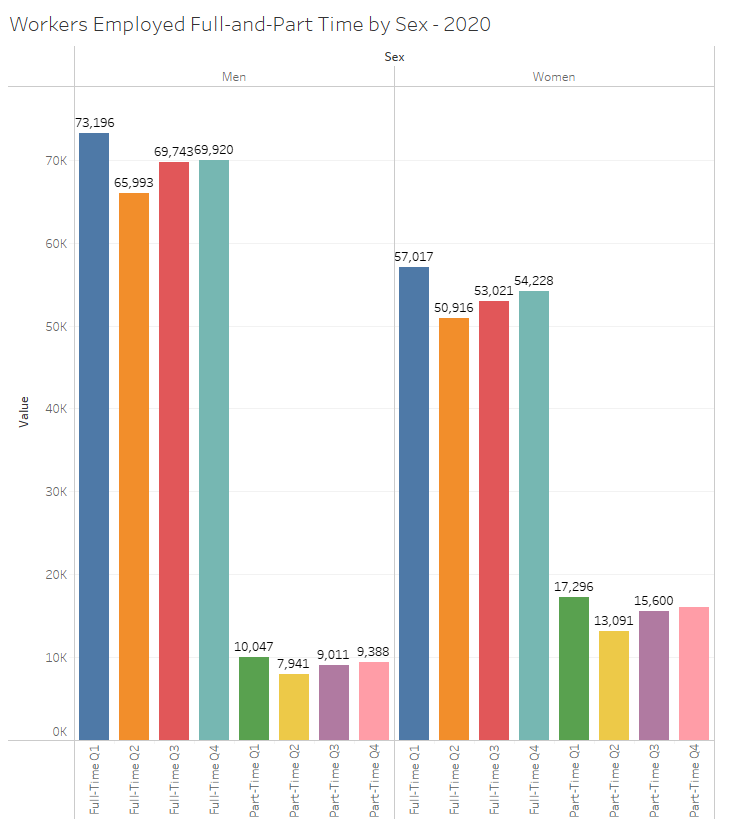 Workers Employed Full-and-Part Time by Sex - 2020
Sex
Men Women
73,196
65,993
69,743
69,920
10,047
7,941
9,011
9,388
57,017
50,916
53,021
54,228
17,296
13,091
15,600
70K
60K
50K
40K
30K
20K
10K
0K
Value
Full-Time Q1
Full-Time Q2
Full-Time Q3
Full-Time Q4
Part-Time Q1
Part-Time Q2
Part-Time Q3
Part-Time Q4
Full-Time Q1
Full-Time Q2
Full-Time Q3
Full-Time Q4
Part-Time Q1
Part-Time Q2
Part-Time Q3
Part-Time Q4